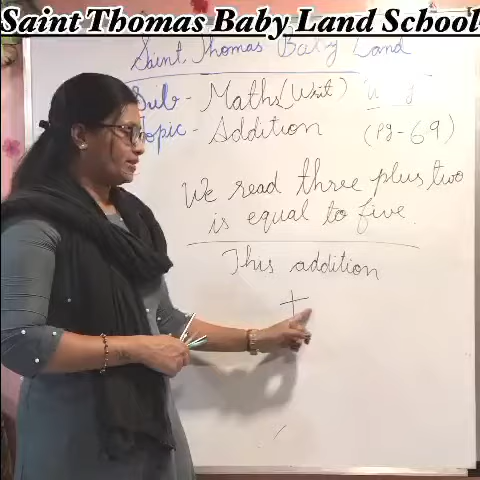 Saint Thomas Baby Land School
Saint Thomas Baby Land
Sub - Maths (Writ)
Topic - Addition (Pg - 69)
We read three plus two
is equal to five.
This addition
+